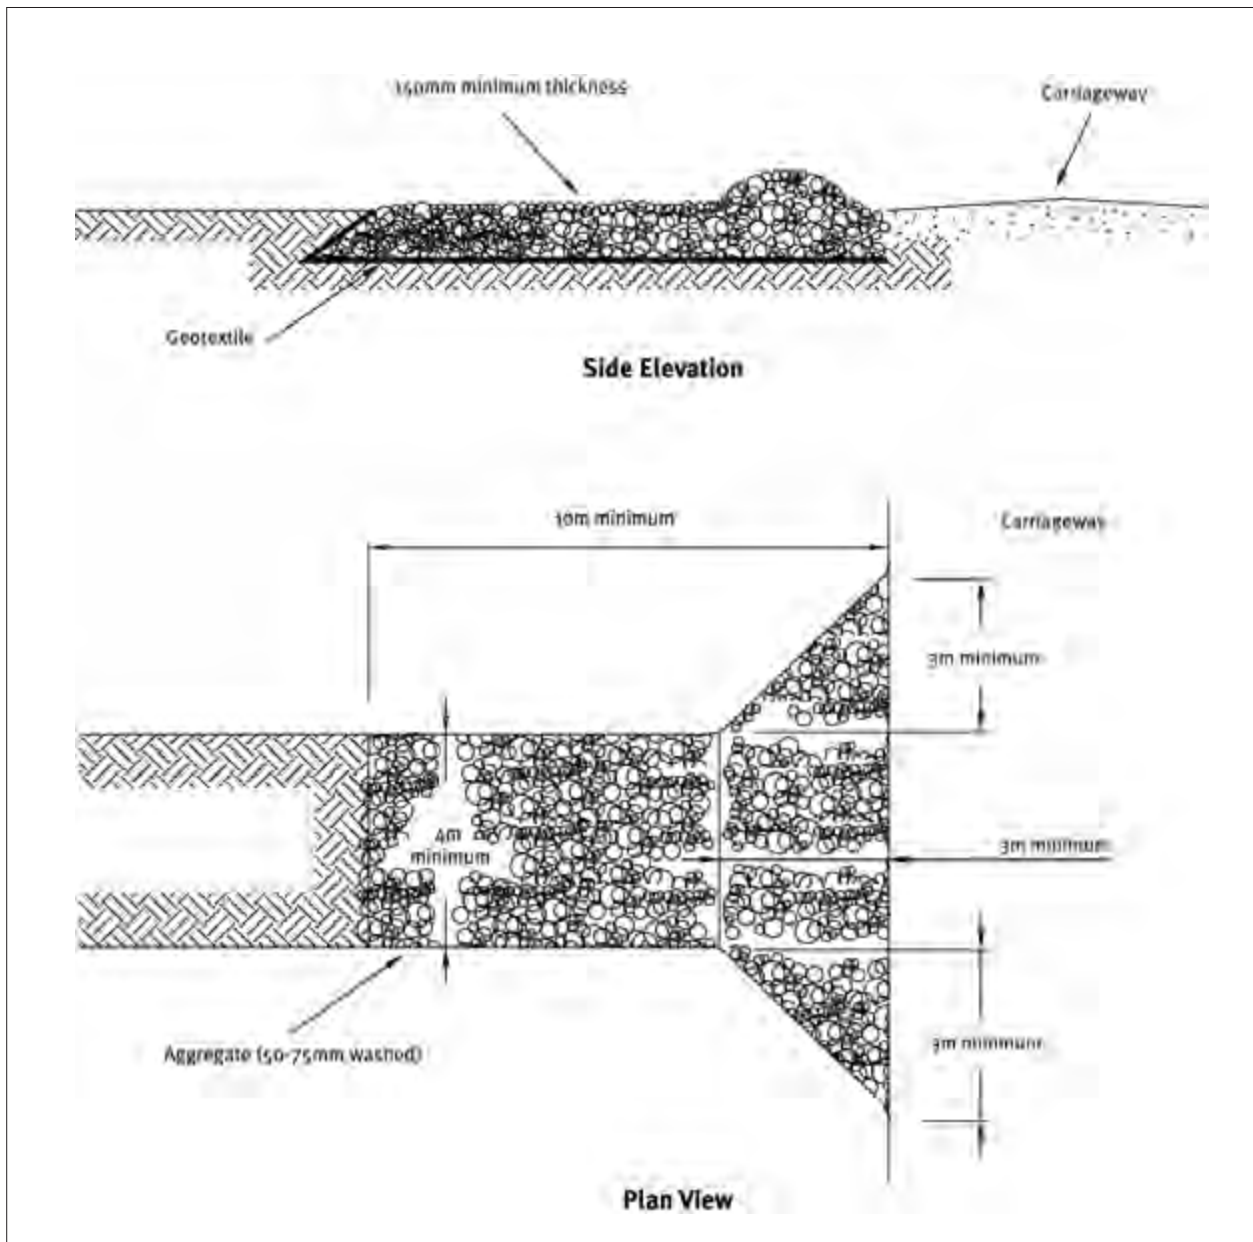 150mm minimum thickness
Carriageway
Geotextile
Side Elevation
10m minimum
Carriageway
3m minimum
4m
minimum
3m minimum
3m minimum
Aggregate (50-75mm washed)
Plan View